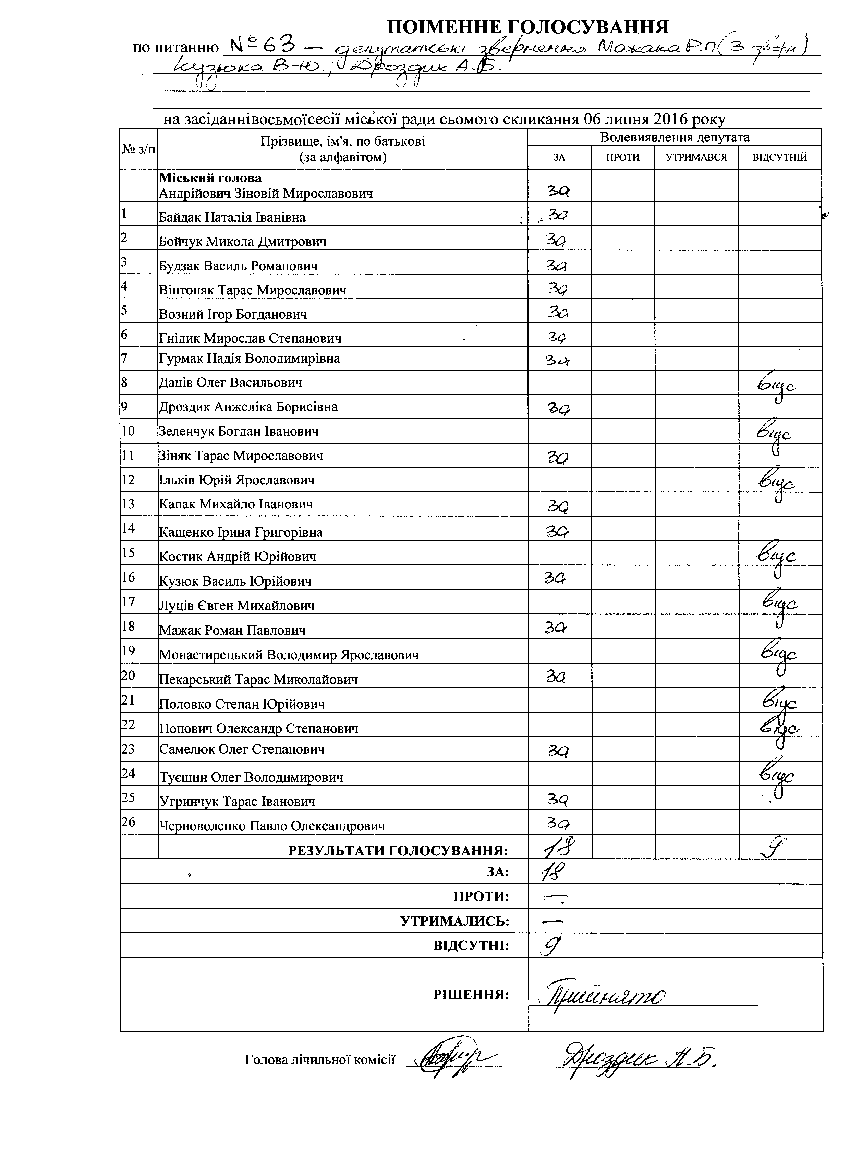 ПОІМЕННЕ ГОЛОСУВАННЯ
по питанню №63 – депутатські звернення Мажака Р.П (3 зв-ря)
Кузюка В.Ю., Дроздик А.Б.
на засіданнівосьмоїсесії міської ради сьомого скликання 06 липня 2016 року
№ з/п Прізвище, ім'я, по батькові (за алфавітом) Волевиявлення депутата
ЗА ПРОТИ УТРИМАВСЯ ВІДСУТНІЙ
Міський голова
Андрійович Зіновій Мирославович за
1 Байдак Наталія Іванівна за
2 Бойчук Микола Дмитрович за
3 Будзак Василь Романович за
4 Вінтоняк Тарас Мирославович за
5 Возний Ігор Богданович за
6 Гнідик Мирослав Степанович за
7 Гурмак Надія Володимирівна за
8 Даців Олег Васильович відс
9 Дроздик Анжеліка Борисівна за
10 Зеленчук Богдан Іванович відс
11 Зіняк Тарас Мирославович за
12 Ільків Юрій Ярославович відс
13 Капак Михайло Іванович за
14 Кащенко Ірина Григорівна за
15 Костик Андрій Юрійович відс
16 Кузюк Василь Юрійович за
17 Луців Євген Михайлович відс
18 Мажак Роман Павлович за
19 Монастирецький Володимир Ярославович відс
20 Пекарський Тарас Миколайович за
21 Половко Степан Юрійович відс
22 Попович Олександр Степанович відс
23 Самелюк Олег Степанович за
24 Туєшин Олег Володимирович відс
25 Угринчук Тарас Іванович за
26 Черноволенко Павло Олександрович за
РЕЗУЛЬТАТИ ГОЛОСУВАННЯ: 18 9
ЗА: 18
ПРОТИ: —
УТРИМАЛИСЬ: —
ВІДСУТНІ: 9
РІШЕННЯ: Прийнято
Голова лічильної комісії Дроздик А.Б.